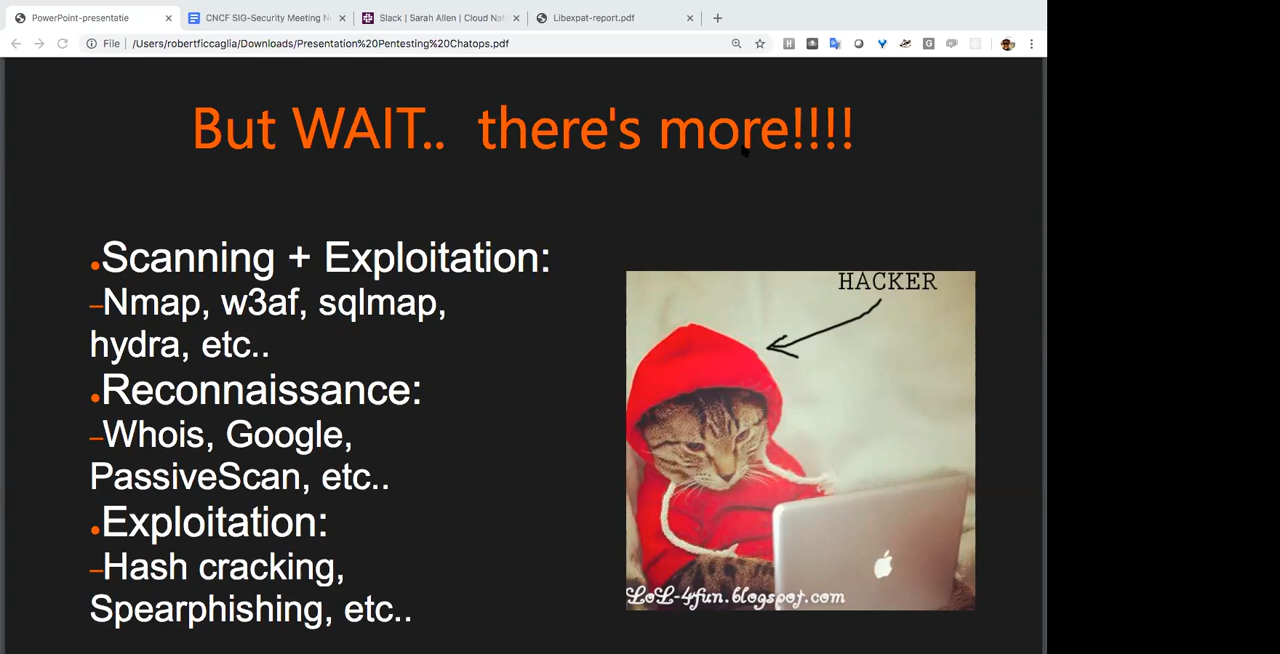 PowerPoint-presentatie
CNCF SIG-Security Meeting N
Slack | Sarah Allen | Cloud Na
Libexpat-report.pdf
File
/Users/robertficcaglia/Downloads/Presentation%20Pentesting%20Chatops.pdf
But WAIT.. there's more!!!!
•Scanning + Exploitation:
–Nmap, w3af, sqlmap,
hydra, etc..
•Reconnaissance:
–Whois, Google,
PassiveScan, etc..
•Exploitation:
–Hash cracking,
Spearphishing, etc..
HACKER
LoL-4fun.blogspot.com